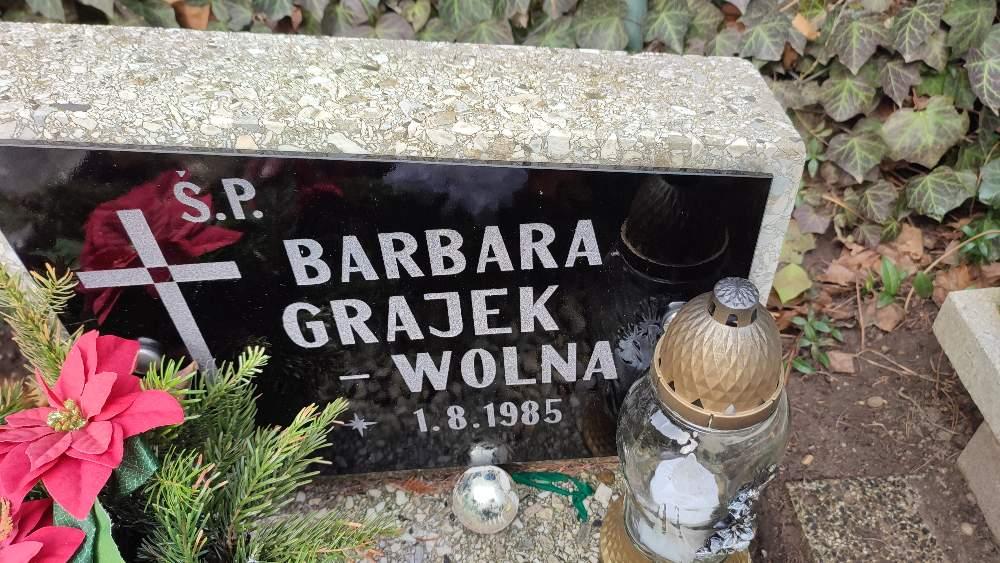 Ś.P.
BARBARA
GRAJEK
– WOLNA
1.8.1985